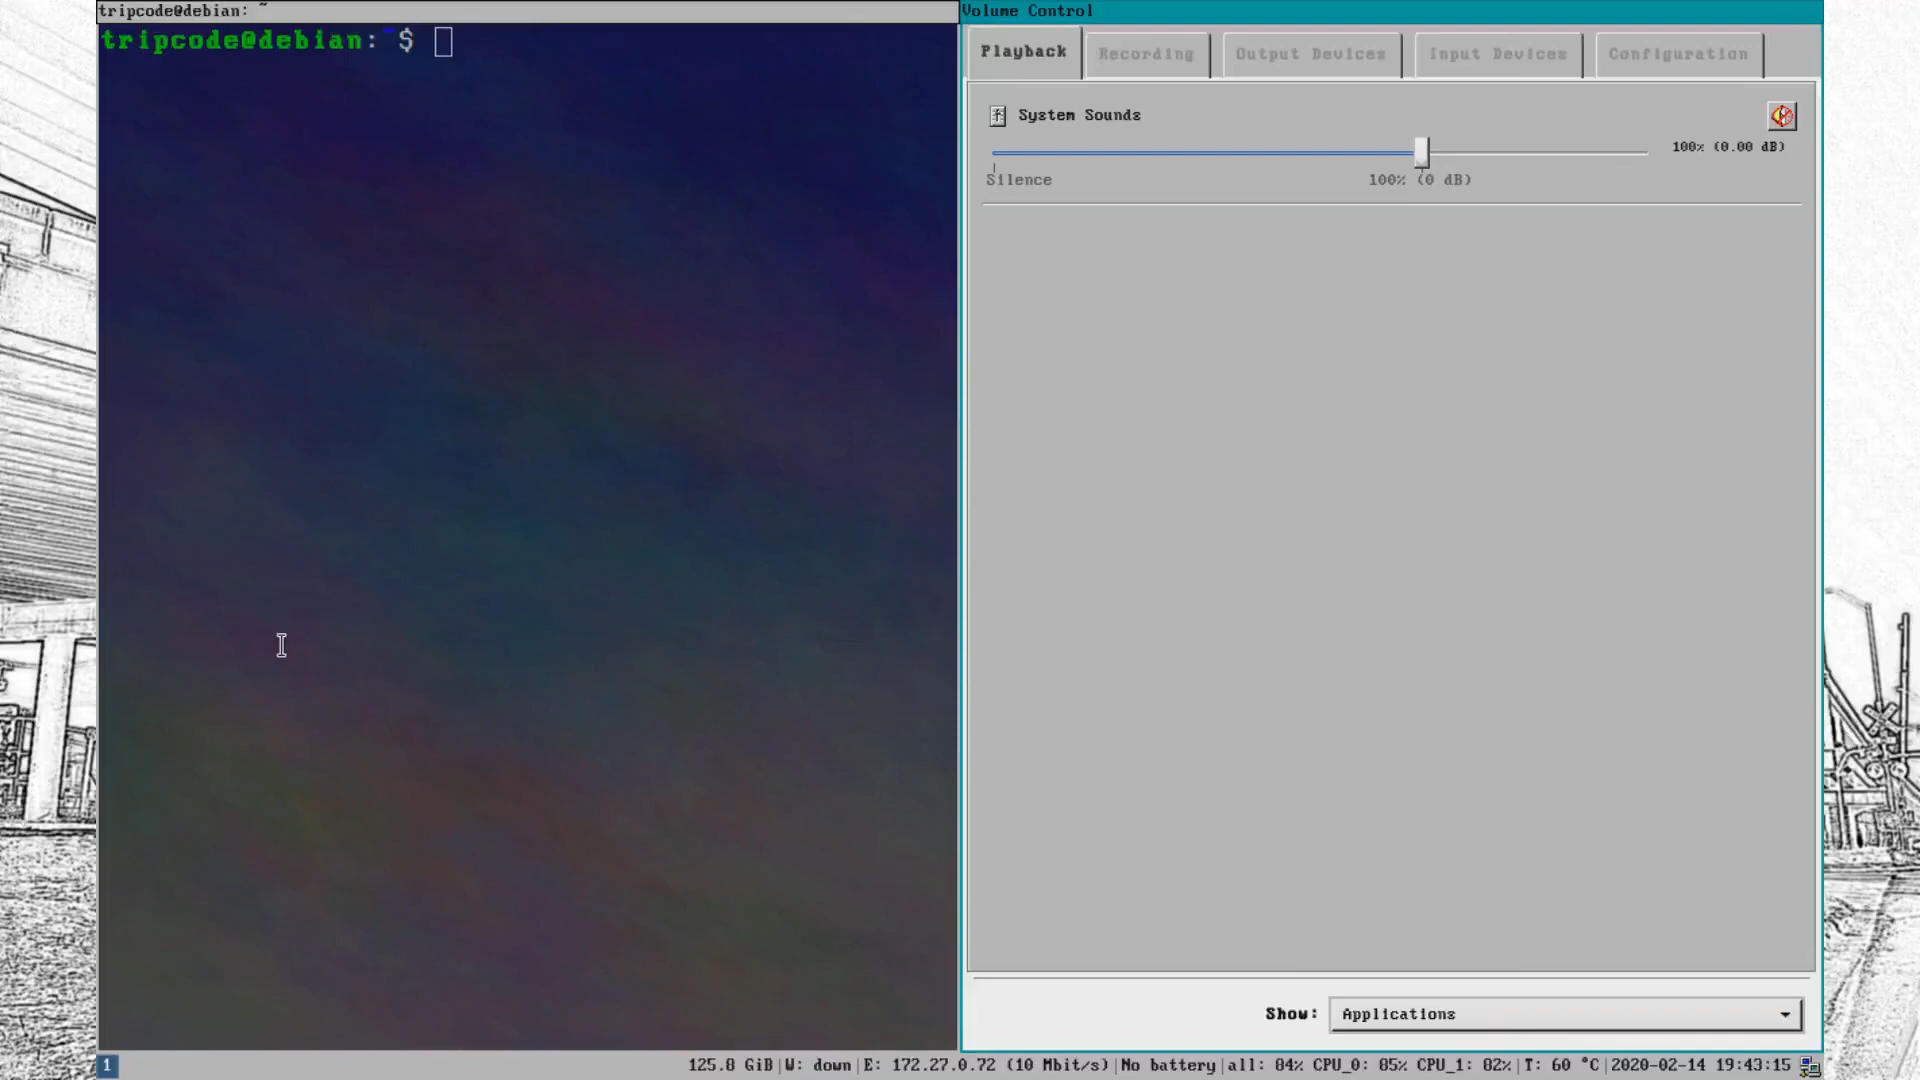 tripcode@debian: ~
tripcode@debian:~$
Volume Control
Playback
Recording
Output Devices
Input Devices
Configuration
System Sounds
100% (0.00 dB)
Silence
100% (0 dB)
Show:
Applications
1
125.8 GiB|W: down|E: 172.27.0.72 (10 Mbit/s)|No battery|all: 84% CPU_0: 85% CPU_1: 82%|T: 60 °C|2020-02-14 19:43:15